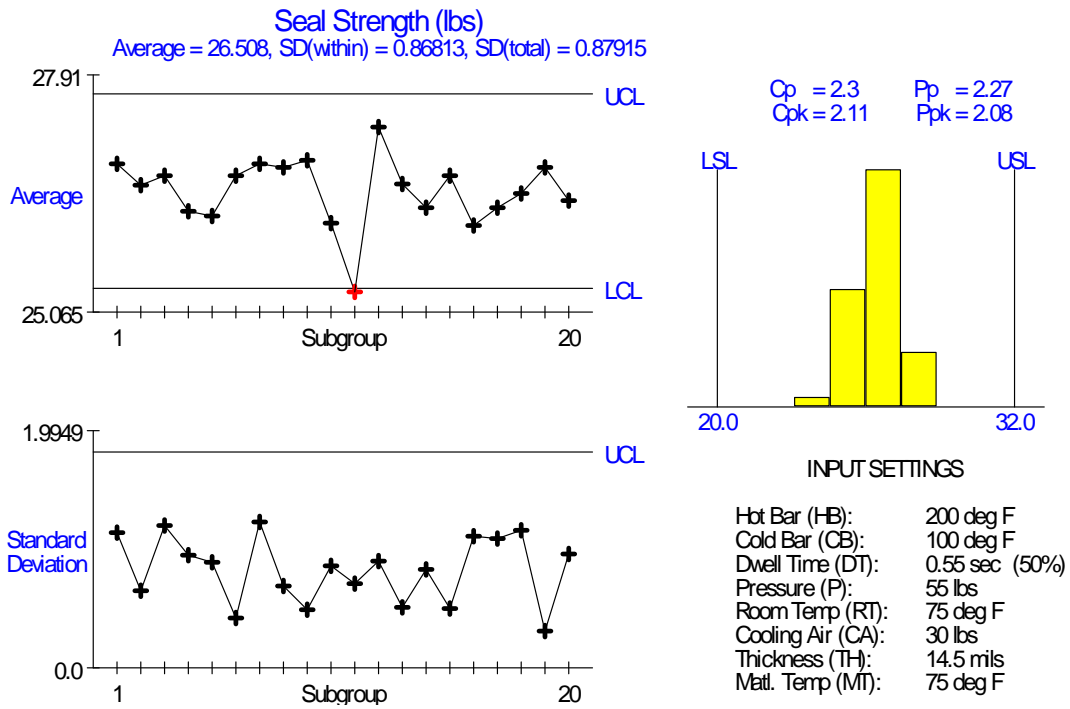 Seal Strength (lbs)
Average = 26.508, SD(within) = 0.86813, SD(total) = 0.87915
27.91
UCL
Average
LCL
25.065
1 Subgroup 20
1.9949
UCL
Standard
Deviation
0.0
1 Subgroup 20
Cp = 2.3 Pp = 2.27
Cpk = 2.11 Ppk = 2.08
LSL USL
20.0 32.0
INPUT SETTINGS
Hot Bar (HB): 200 deg F
Cold Bar (CB): 100 deg F
Dwell Time (DT): 0.55 sec (50%)
Pressure (P): 55 lbs
Room Temp (RT): 75 deg F
Cooling Air (CA): 30 lbs
Thickness (TH): 14.5 mils
Matl. Temp (MT): 75 deg F